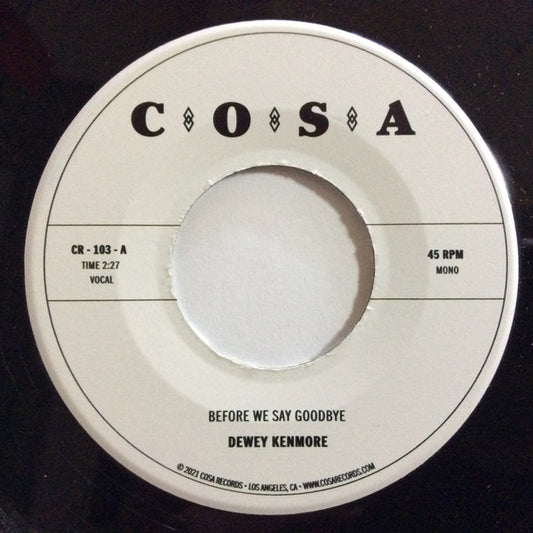 COSA
CR - 103 - A
TIME 2:27
VOCAL
45 RPM
MONO
BEFORE WE SAY GOODBYE
DEWEY KENMORE
© 2021 COSA RECORDS • LOS ANGELES, CA • WWW.COSARECORDS.COM